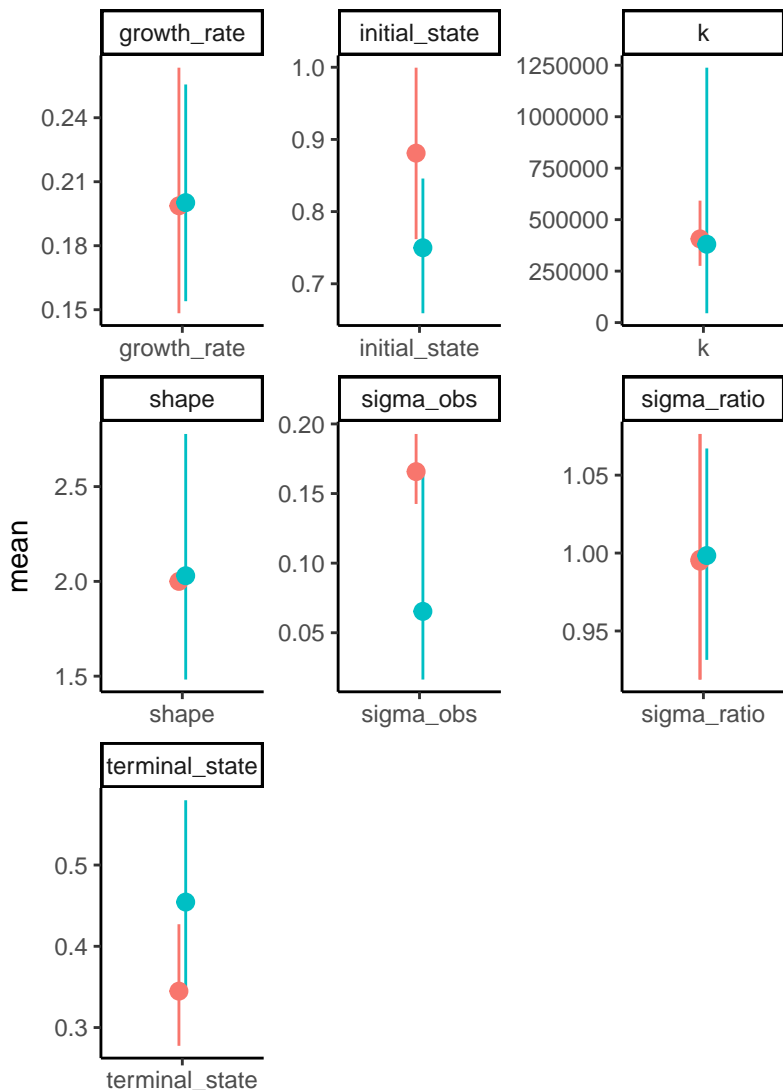 growth_rate
initial_state
k
0.24
0.21
0.18
0.15
1.0
0.9
0.8
0.7
1250000
1000000
750000
500000
250000
0
growth_rate
initial_state
k
shape
sigma_obs
sigma_ratio
2.5
2.0
1.5
0.20
0.15
0.10
0.05
1.05
1.00
0.95
shape
sigma_obs
sigma_ratio
mean
terminal_state
0.5
0.4
0.3
terminal_state